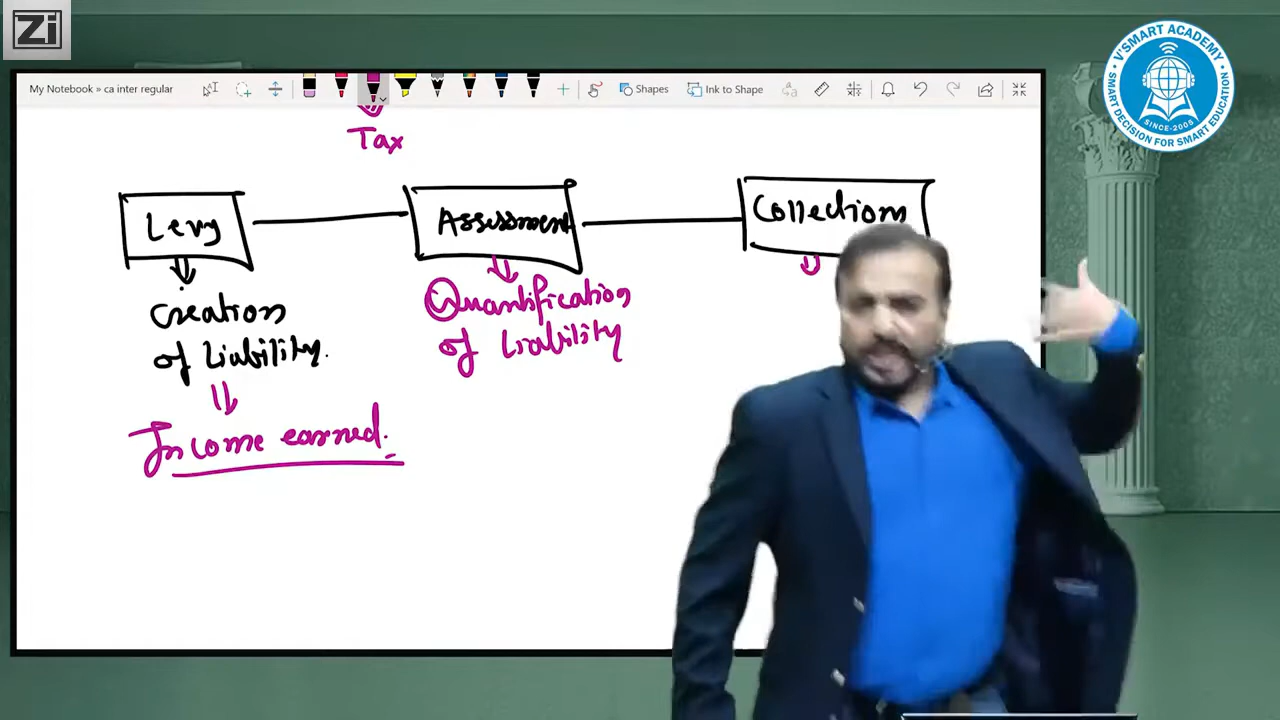 Zi
V'SMART ACADEMY
SMART DECISION FOR SMART EDUCATION
SINCE-2008
My Notebook » ca inter regular
Shapes
Ink to Shape
Tax
Levy
Assessment
Collection
Creation
of Liability.
Quantification
of Liability
Income earned.